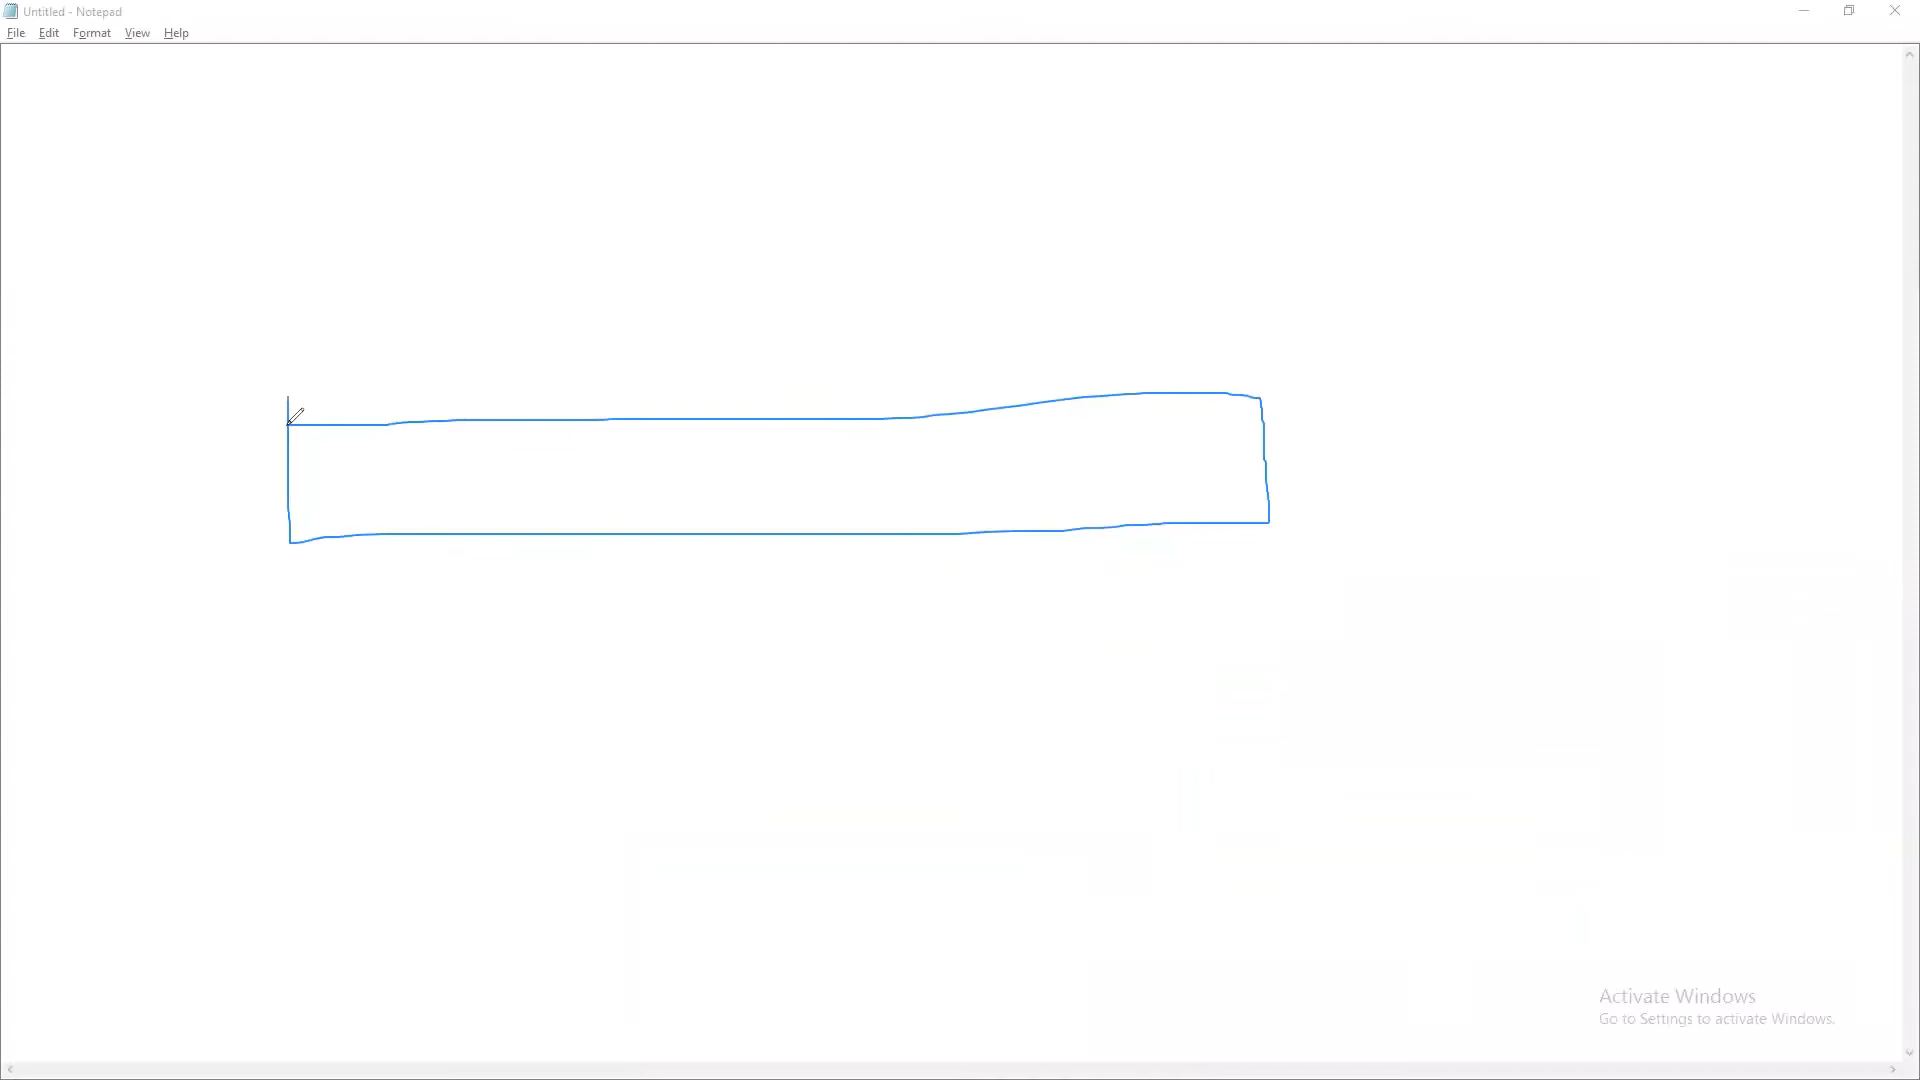 Untitled - Notepad
File Edit Format View Help
Activate Windows
Go to Settings to activate Windows.